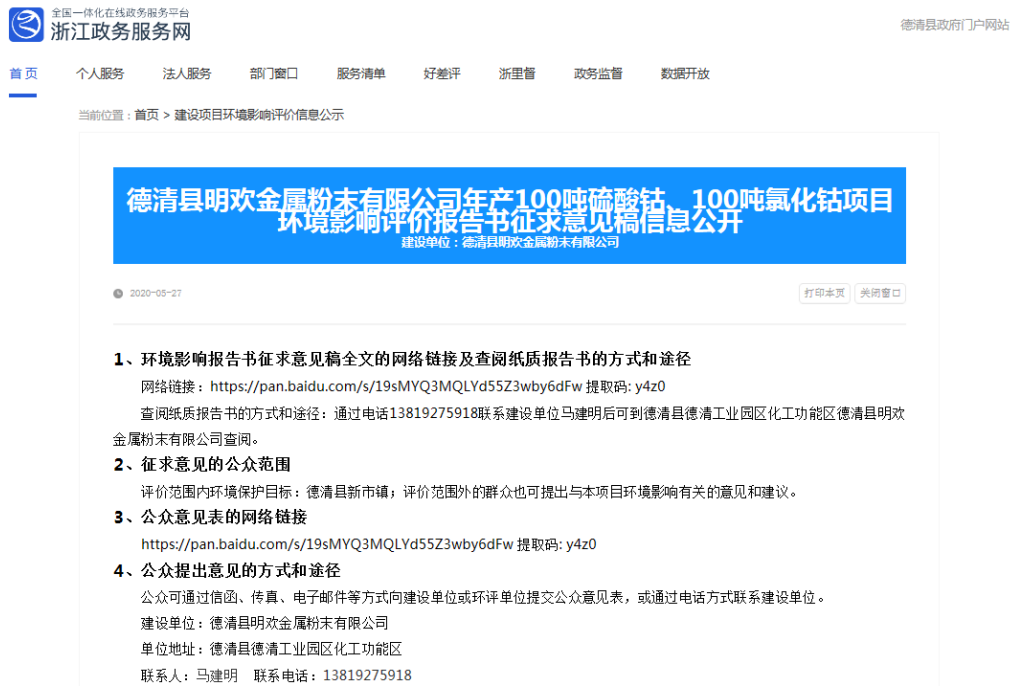 全国一体化在线政务服务平台
浙江政务服务网
德清县政府门户网站
首页 个人服务 法人服务 部门窗口 服务清单 好差评 浙里督 政务监督 数据开放
当前位置：首页 > 建设项目环境影响评价信息公示
德清县明欢金属粉末有限公司年产100吨硫酸钴、100吨氯化钴项目
环境影响评价报告书征求意见稿信息公开
建设单位：德清县明欢金属粉末有限公司
2020-05-27
打印本页 关闭窗口
1、环境影响报告书征求意见稿全文的网络链接及查阅纸质报告书的方式和途径
网络链接：https://pan.baidu.com/s/19sMYQ3MQLYd55Z3wby6dFw 提取码: y4z0
查阅纸质报告书的方式和途径：通过电话13819275918联系建设单位马建明后可到德清县德清工业园区化工功能区德清县明欢
金属粉末有限公司查阅。
2、征求意见的公众范围
评价范围内环境保护目标：德清县新市镇；评价范围外的群众也可提出与本项目环境影响有关的意见和建议。
3、公众意见表的网络链接
https://pan.baidu.com/s/19sMYQ3MQLYd55Z3wby6dFw 提取码: y4z0
4、公众提出意见的方式和途径
公众可通过信函、传真、电子邮件等方式向建设单位或环评单位提交公众意见表，或通过电话方式联系建设单位。
建设单位：德清县明欢金属粉末有限公司
单位地址：德清县德清工业园区化工功能区
联系人：马建明 联系电话：13819275918